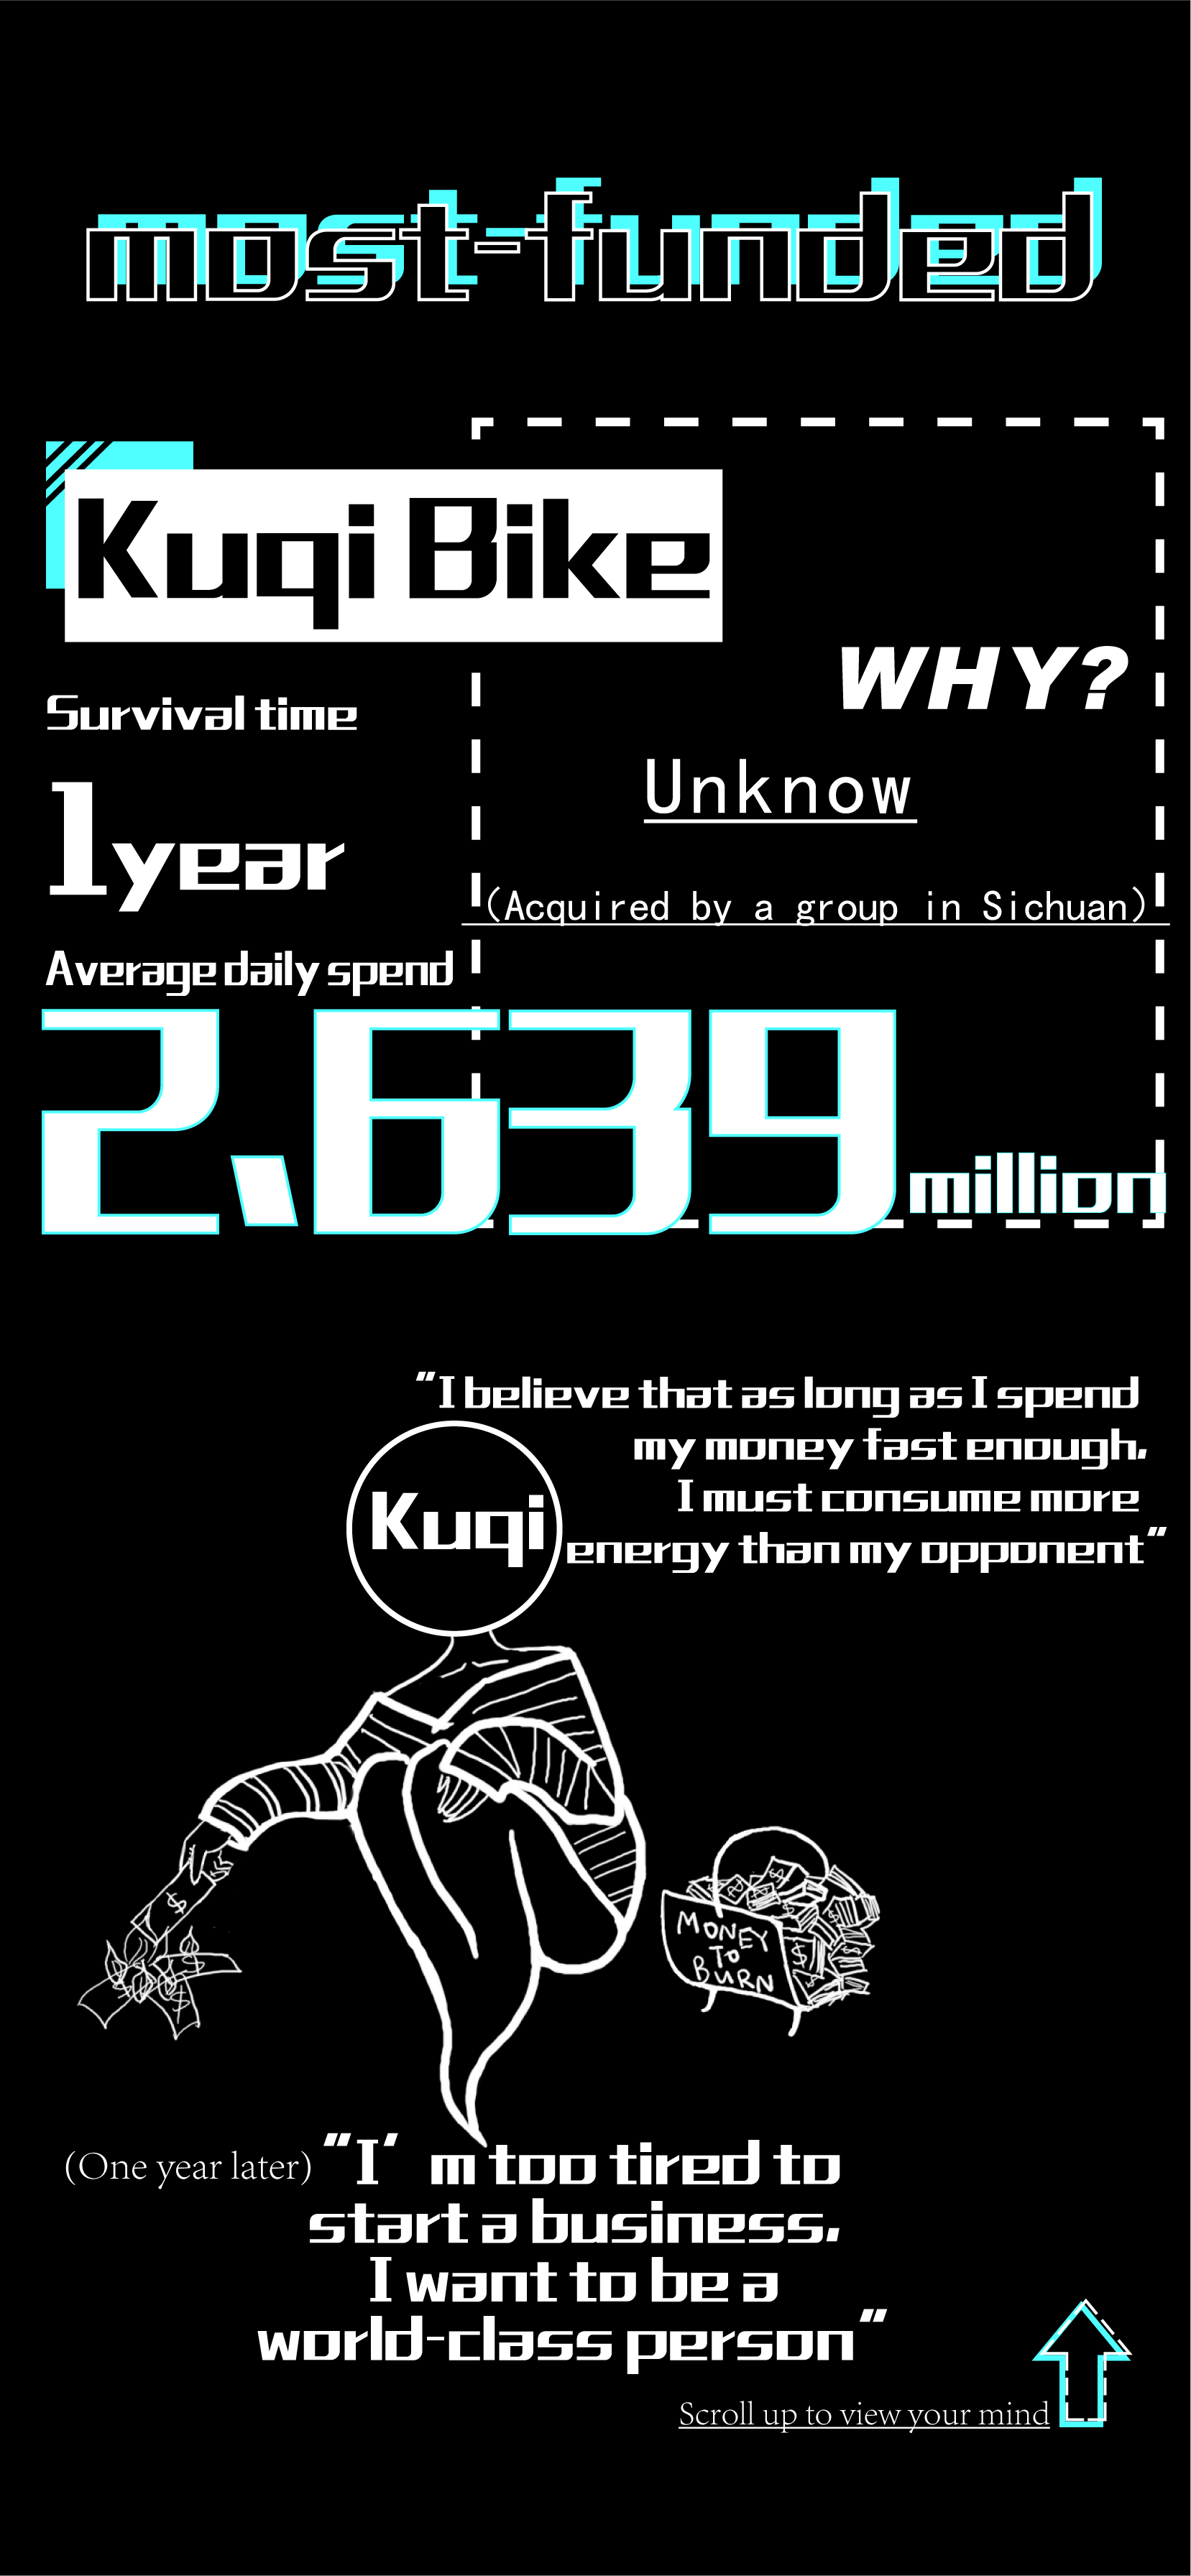 most-funded
Kuqi Bike
WHY?
Survival time
Unknow
1year
(Acquired by a group in Sichuan)
Average daily spend
2.639 million
"I believe that as long as I spend
my money fast enough,
I must consume more
energy than my opponent"
Kuqi
$
MONEY
TO
BURN
(One year later) "I' m too tired to
start a business,
I want to be a
world-class person"
Scroll up to view your mind